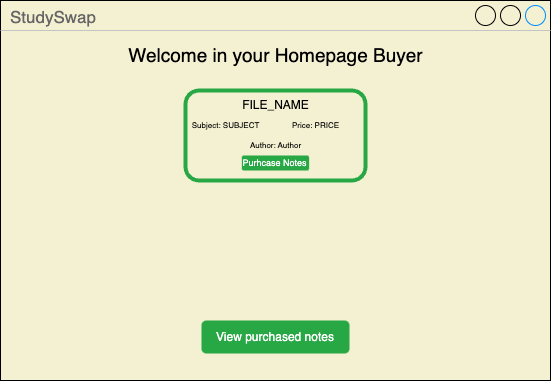 StudySwap
Welcome in your Homepage Buyer
FILE_NAME
Subject: SUBJECT Price: PRICE
Author: Author
Purhcase Notes
View purchased notes